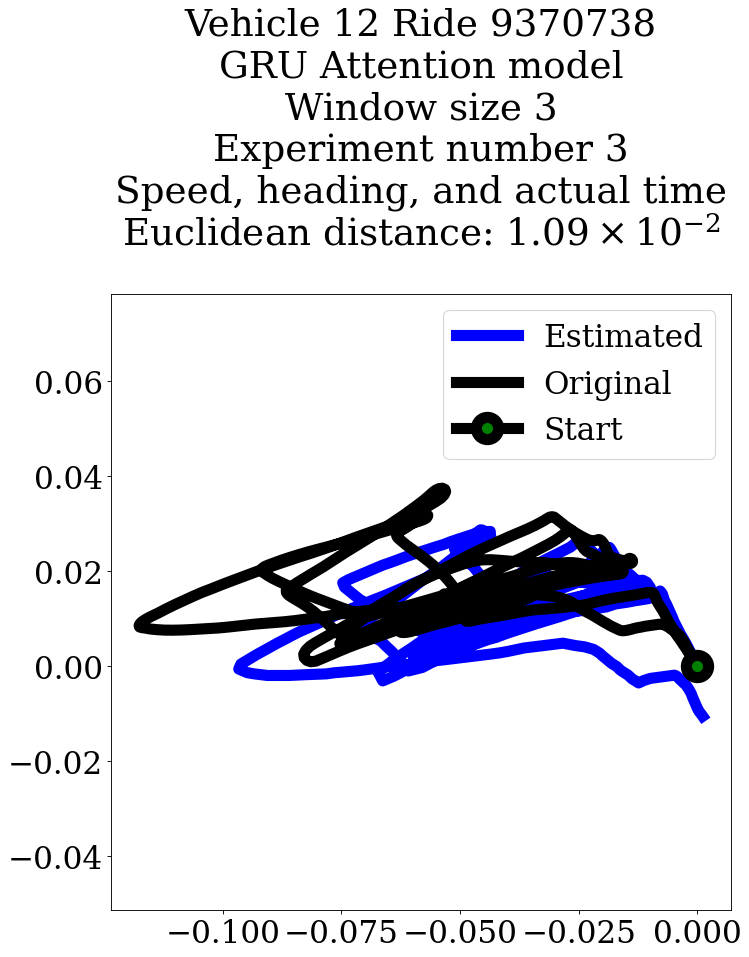 Vehicle 12 Ride 9370738
GRU Attention model
Window size 3
Experiment number 3
Speed, heading, and actual time
Euclidean distance: 1.09 × 10⁻²
Estimated
Original
Start
0.06
0.04
0.02
0.00
−0.02
−0.04
−0.100 −0.075 −0.050 −0.025 0.000